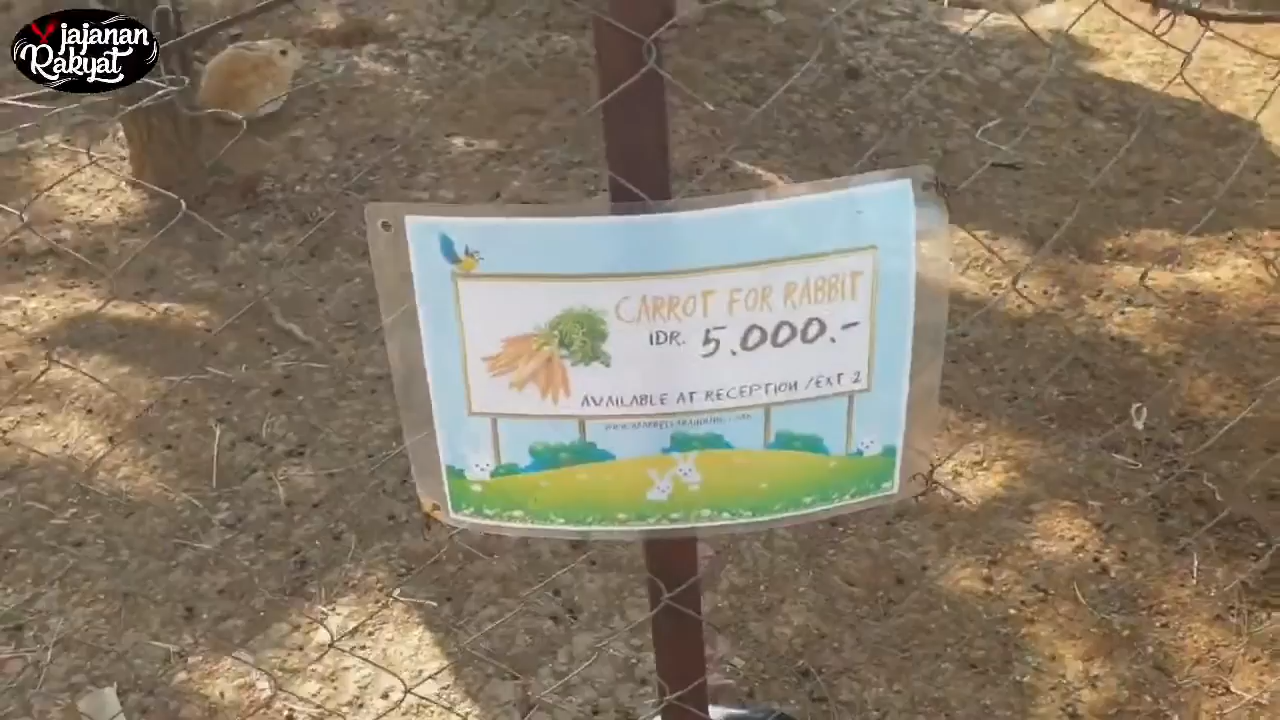 jajanan
Rakyat
CARROT FOR RABBIT
IDR. 5.000.-
AVAILABLE AT RECEPTION /EXT 2